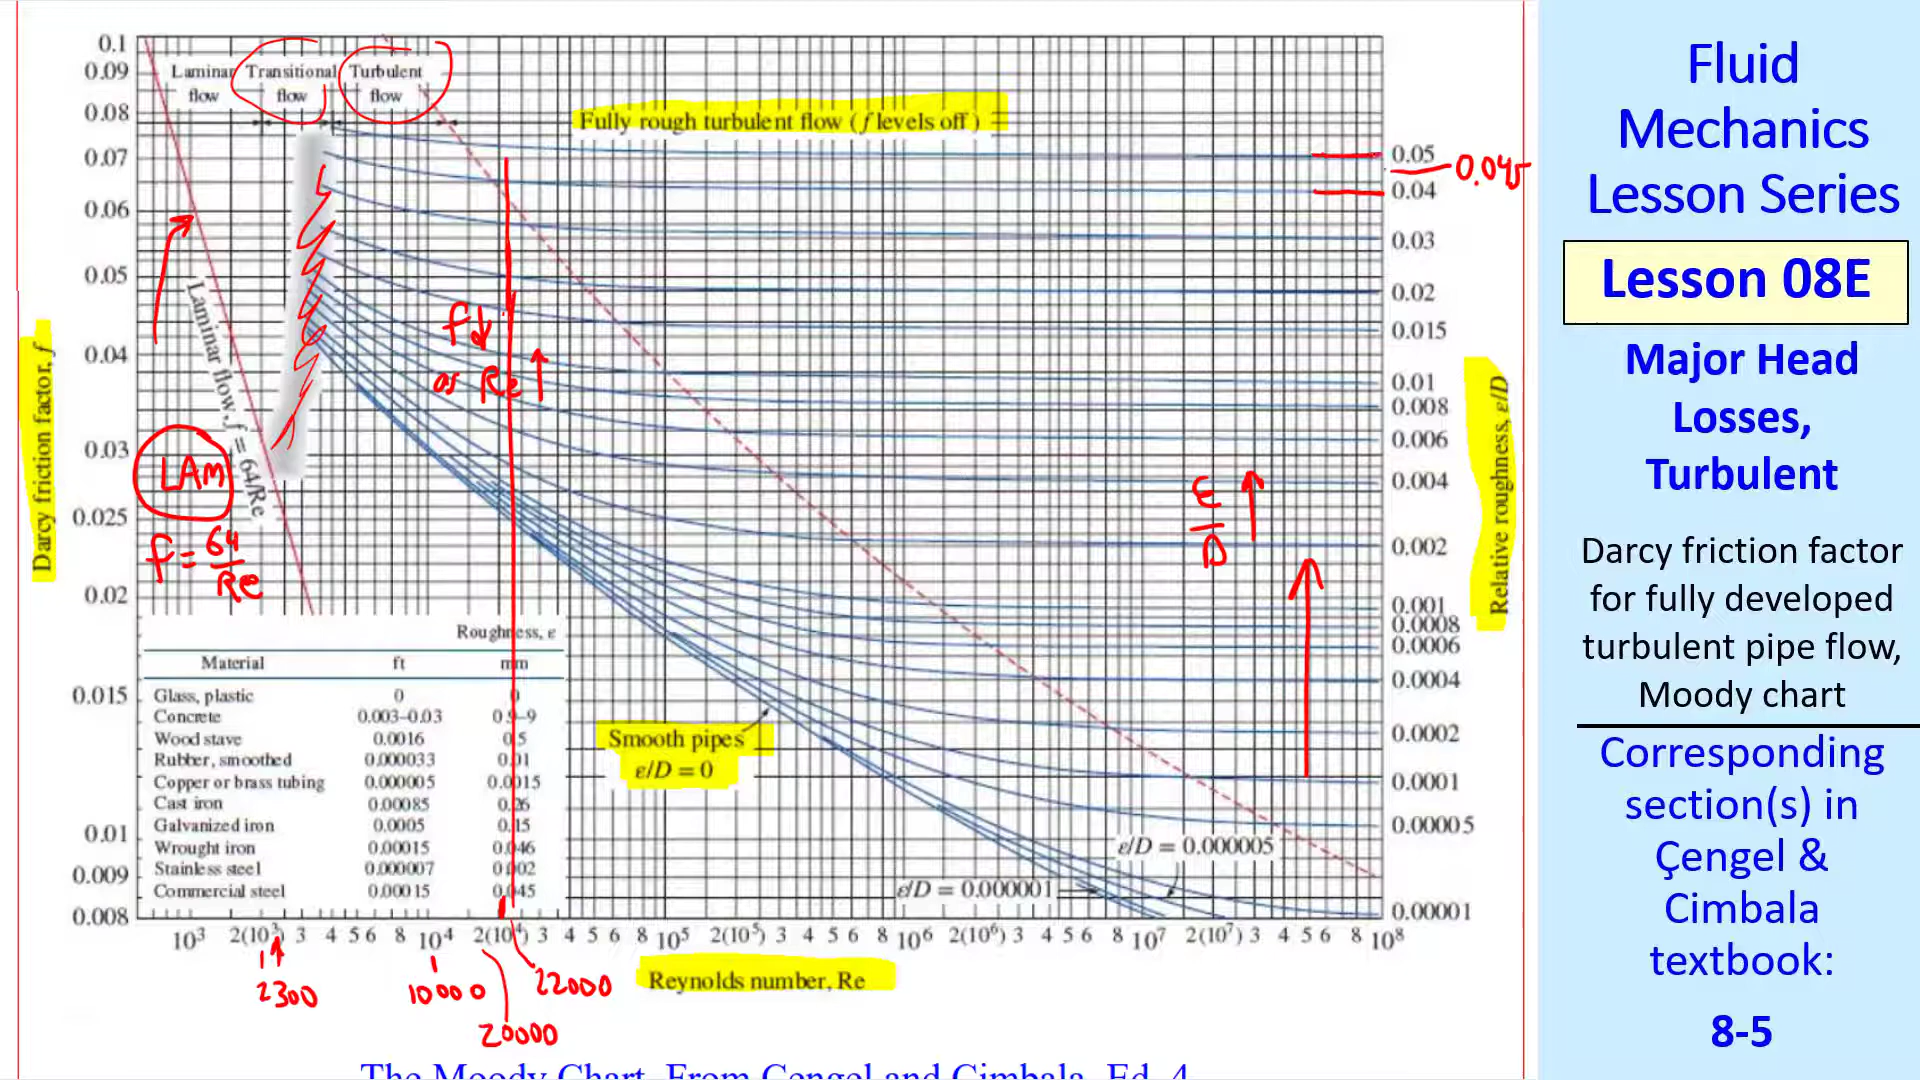 0.1
0.09
0.08
0.07
0.06
0.05
0.04
0.03
0.025
0.02
0.015
0.01
0.009
0.008
Darcy friction factor, f
Laminar
flow
Transitional
flow
Turbulent
flow
Fully rough turbulent flow (f levels off)
Laminar flow, f = 64/Re
LAM
f = 64/Re
f↓
as Re ↑
ε/D ↑
0.05
0.045
0.04
0.03
0.02
0.015
0.01
0.008
0.006
0.004
0.002
0.001
0.0008
0.0006
0.0004
0.0002
0.0001
0.00005
0.00001
Relative roughness, ε/D
Smooth pipes
ε/D = 0
ε/D = 0.000005
ε/D = 0.000001
Roughness, ε
Material ft mm
Glass, plastic 0 0
Concrete 0.003–0.03 0.9–9
Wood stave 0.0016 0.5
Rubber, smoothed 0.000033 0.01
Copper or brass tubing 0.000005 0.0015
Cast iron 0.00085 0.26
Galvanized iron 0.0005 0.15
Wrought iron 0.00015 0.046
Stainless steel 0.000007 0.002
Commercial steel 0.00015 0.045
10³ 2(10³) 3 4 5 6 8 10⁴ 2(10⁴) 3 4 5 6 8 10⁵ 2(10⁵) 3 4 5 6 8 10⁶ 2(10⁶) 3 4 5 6 8 10⁷ 2(10⁷) 3 4 5 6 8 10⁸
2300
10000
20000
22000
Reynolds number, Re
The Moody Chart, From Cengel and Cimbala, Ed. 4
Fluid
Mechanics
Lesson Series
Lesson 08E
Major Head
Losses,
Turbulent
Darcy friction factor
for fully developed
turbulent pipe flow,
Moody chart
Corresponding
section(s) in
Çengel &
Cimbala
textbook:
8-5